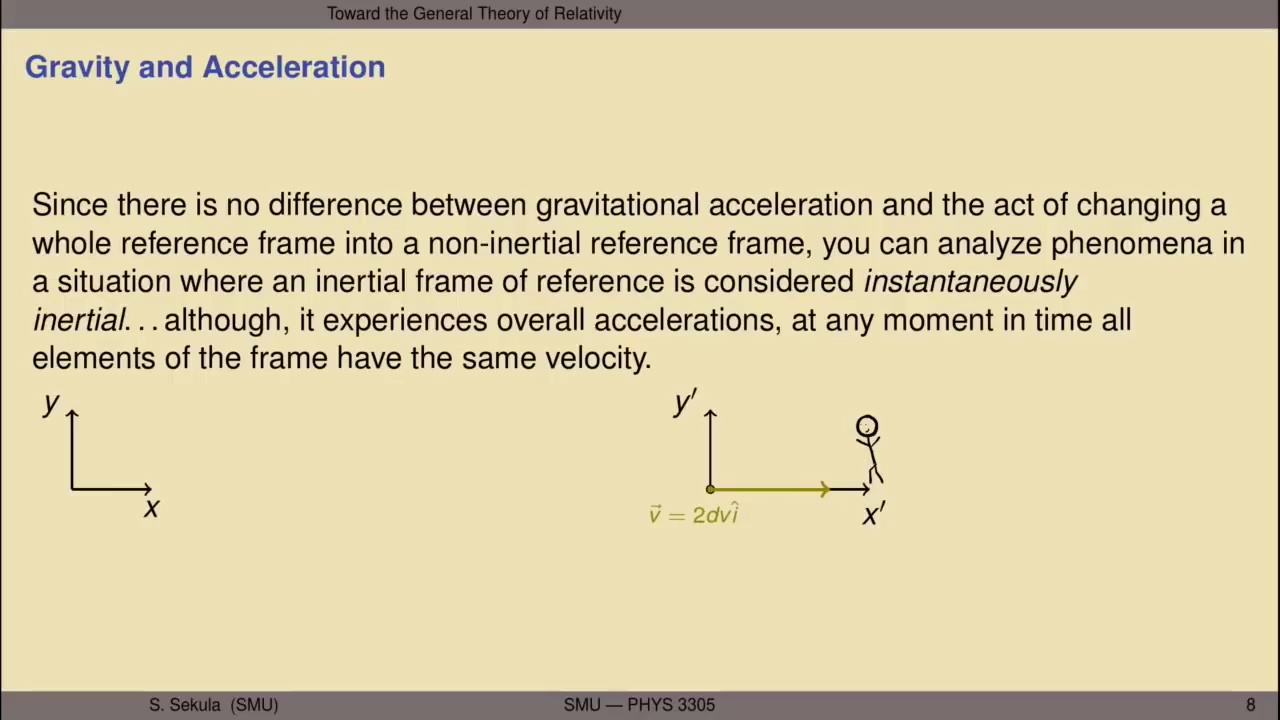 Toward the General Theory of Relativity
Gravity and Acceleration
Since there is no difference between gravitational acceleration and the act of changing a
whole reference frame into a non-inertial reference frame, you can analyze phenomena in
a situation where an inertial frame of reference is considered instantaneously
inertial. . . although, it experiences overall accelerations, at any moment in time all
elements of the frame have the same velocity.
y
x
y′
v⃗ = 2dvî
x′
S. Sekula (SMU)
SMU — PHYS 3305
8